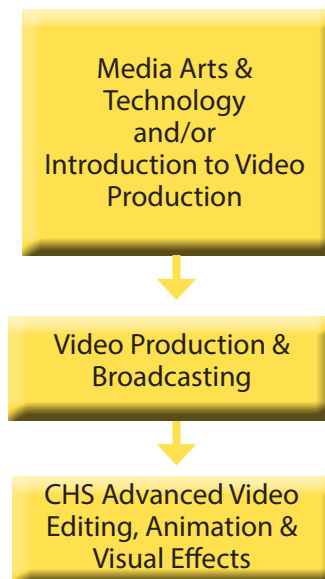 Media Arts &
Technology
and/or
Introduction to Video
Production
Video Production &
Broadcasting
CHS Advanced Video
Editing, Animation &
Visual Effects